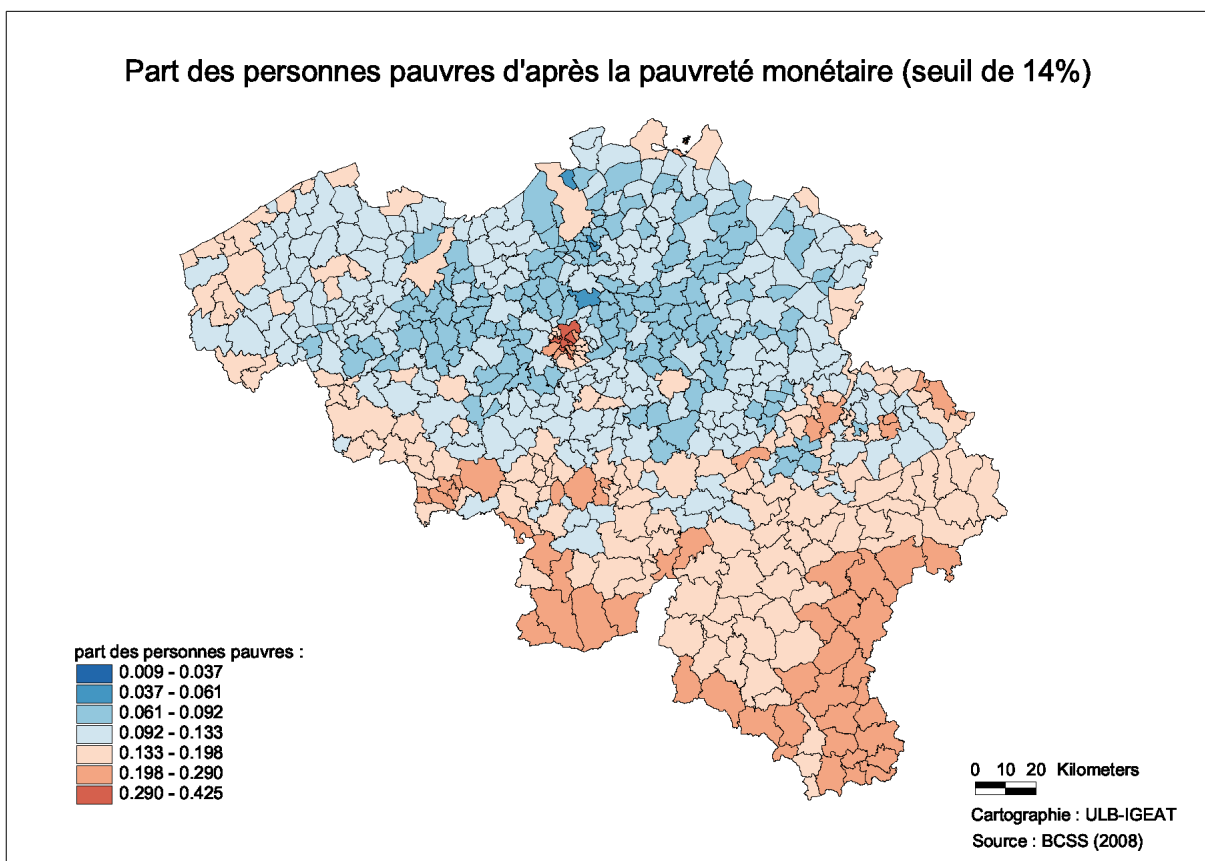 Part des personnes pauvres d'après la pauvreté monétaire (seuil de 14%)
part des personnes pauvres :
0.009 - 0.037
0.037 - 0.061
0.061 - 0.092
0.092 - 0.133
0.133 - 0.198
0.198 - 0.290
0.290 - 0.425
0 10 20 Kilometers
Cartographie : ULB-IGEAT
Source : BCSS (2008)